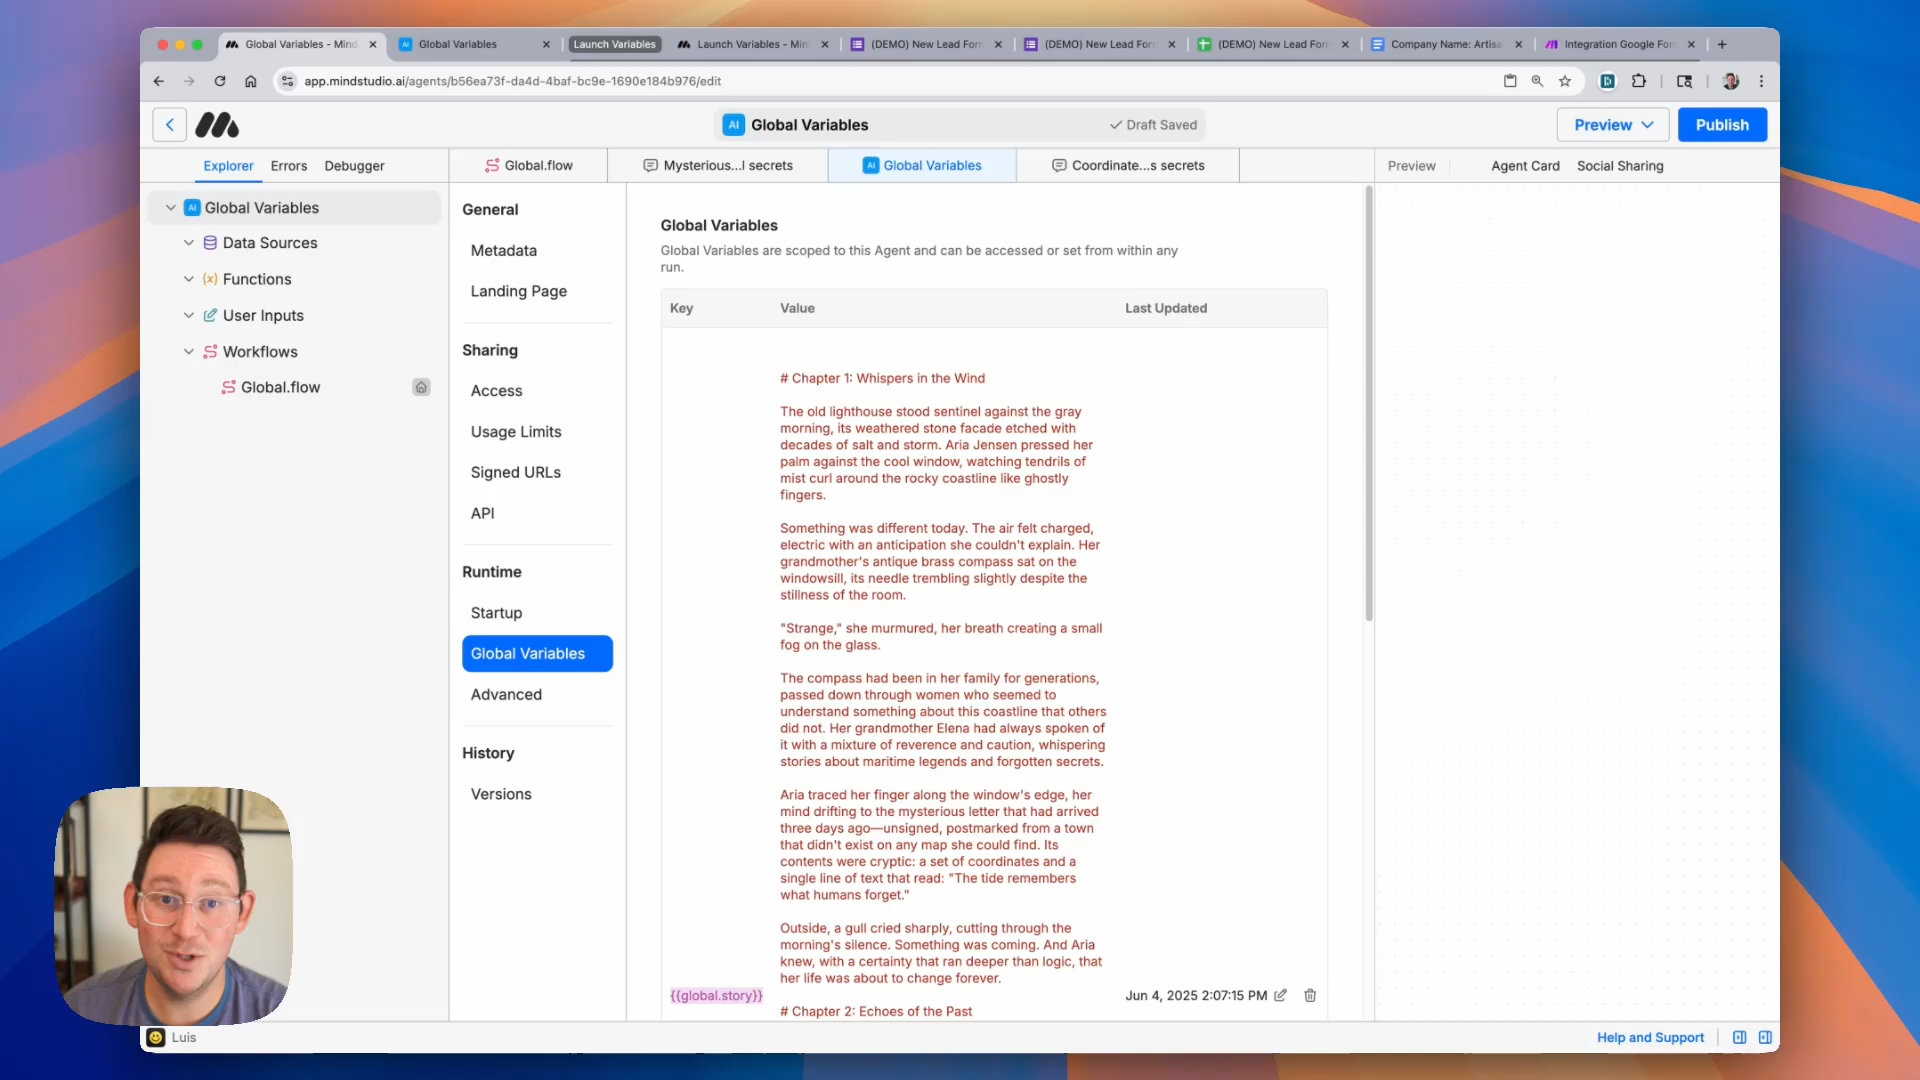 Global Variables - Mind
Global Variables
Launch Variables
Launch Variables - Min
(DEMO) New Lead Form
(DEMO) New Lead Form
(DEMO) New Lead Form
Company Name: Artisa
Integration Google For
app.mindstudio.ai/agents/b56ea73f-da4d-4baf-bc9e-1690e184b976/edit
AI Global Variables
Draft Saved
Preview
Publish
Explorer
Errors
Debugger
Global.flow
Mysterious...l secrets
AI Global Variables
Coordinate...s secrets
Preview
Agent Card
Social Sharing
AI Global Variables
Data Sources
(x) Functions
User Inputs
Workflows
Global.flow
General
Metadata
Landing Page
Sharing
Access
Usage Limits
Signed URLs
API
Runtime
Startup
Global Variables
Advanced
History
Versions
Global Variables
Global Variables are scoped to this Agent and can be accessed or set from within any
run.
Key
Value
Last Updated
# Chapter 1: Whispers in the Wind
The old lighthouse stood sentinel against the gray
morning, its weathered stone facade etched with
decades of salt and storm. Aria Jensen pressed her
palm against the cool window, watching tendrils of
mist curl around the rocky coastline like ghostly
fingers.
Something was different today. The air felt charged,
electric with an anticipation she couldn't explain. Her
grandmother's antique brass compass sat on the
windowsill, its needle trembling slightly despite the
stillness of the room.
"Strange," she murmured, her breath creating a small
fog on the glass.
The compass had been in her family for generations,
passed down through women who seemed to
understand something about this coastline that others
did not. Her grandmother Elena had always spoken of
it with a mixture of reverence and caution, whispering
stories about maritime legends and forgotten secrets.
Aria traced her finger along the window's edge, her
mind drifting to the mysterious letter that had arrived
three days ago—unsigned, postmarked from a town
that didn't exist on any map she could find. Its
contents were cryptic: a set of coordinates and a
single line of text that read: "The tide remembers
what humans forget."
Outside, a gull cried sharply, cutting through the
morning's silence. Something was coming. And Aria
knew, with a certainty that ran deeper than logic, that
her life was about to change forever.
{{global.story}}
Jun 4, 2025 2:07:15 PM
# Chapter 2: Echoes of the Past
Luis
Help and Support